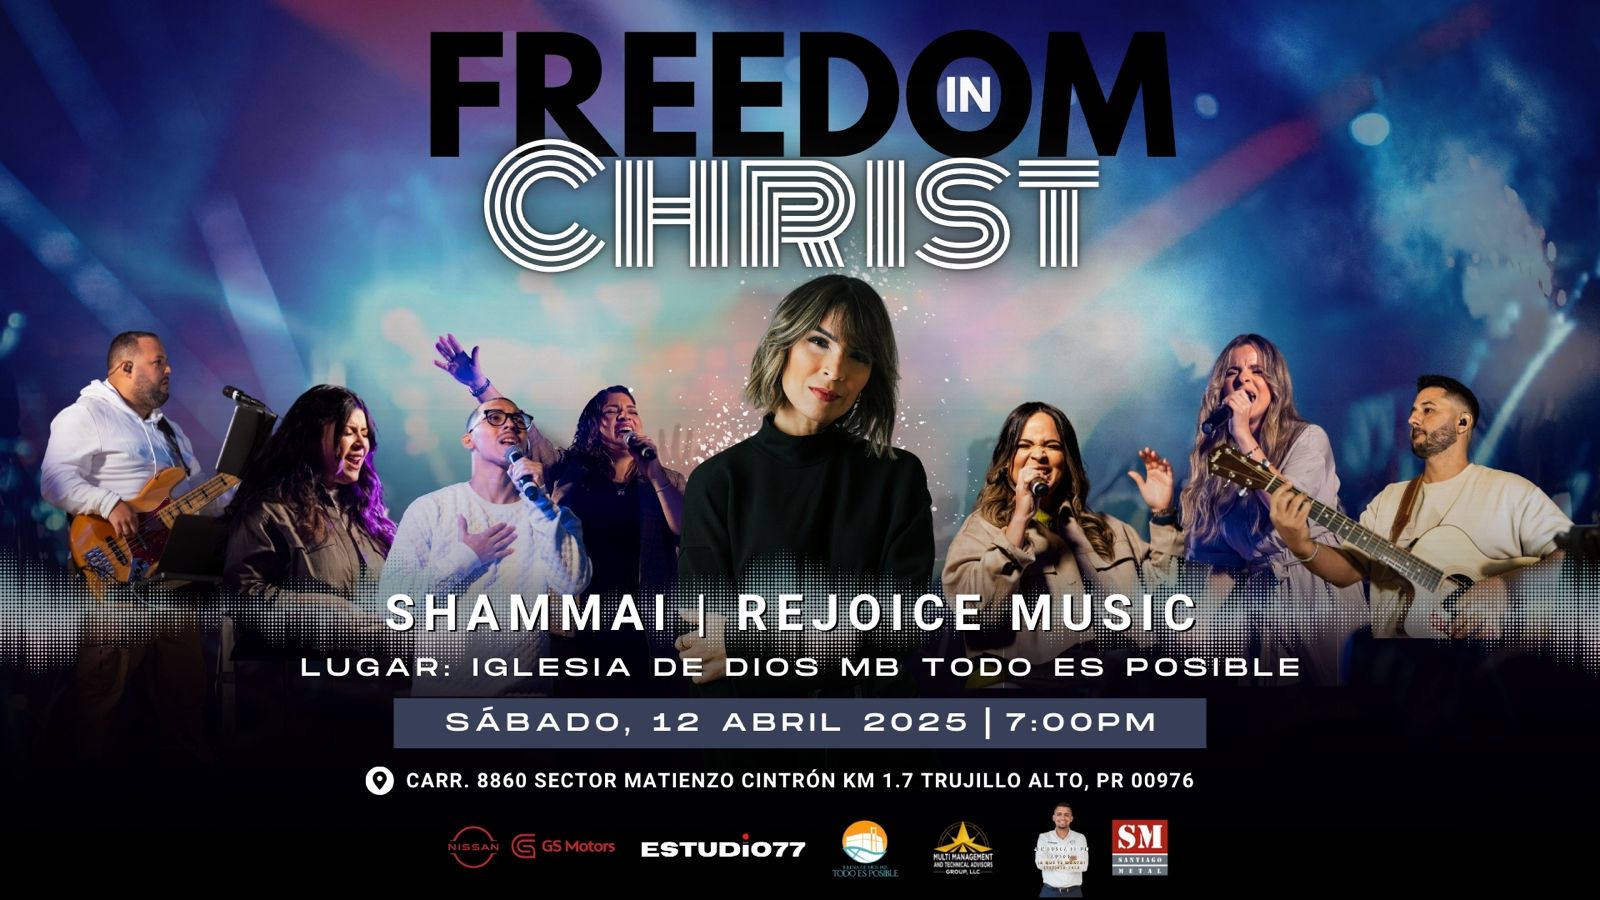 FREEDOM
IN
CHRIST
SHAMMAI | REJOICE MUSIC
LUGAR: IGLESIA DE DIOS MB TODO ES POSIBLE
SÁBADO, 12 ABRIL 2025 | 7:00PM
CARR. 8860 SECTOR MATIENZO CINTRÓN KM 1.7 TRUJILLO ALTO, PR 00976
NISSAN
GS Motors
ESTUDiO77
TODO ES POSIBLE
MULTI MANAGEMENT
AND TECHNICAL ADVISORS
GROUP, LLC
SM
SANTIAGO
METAL